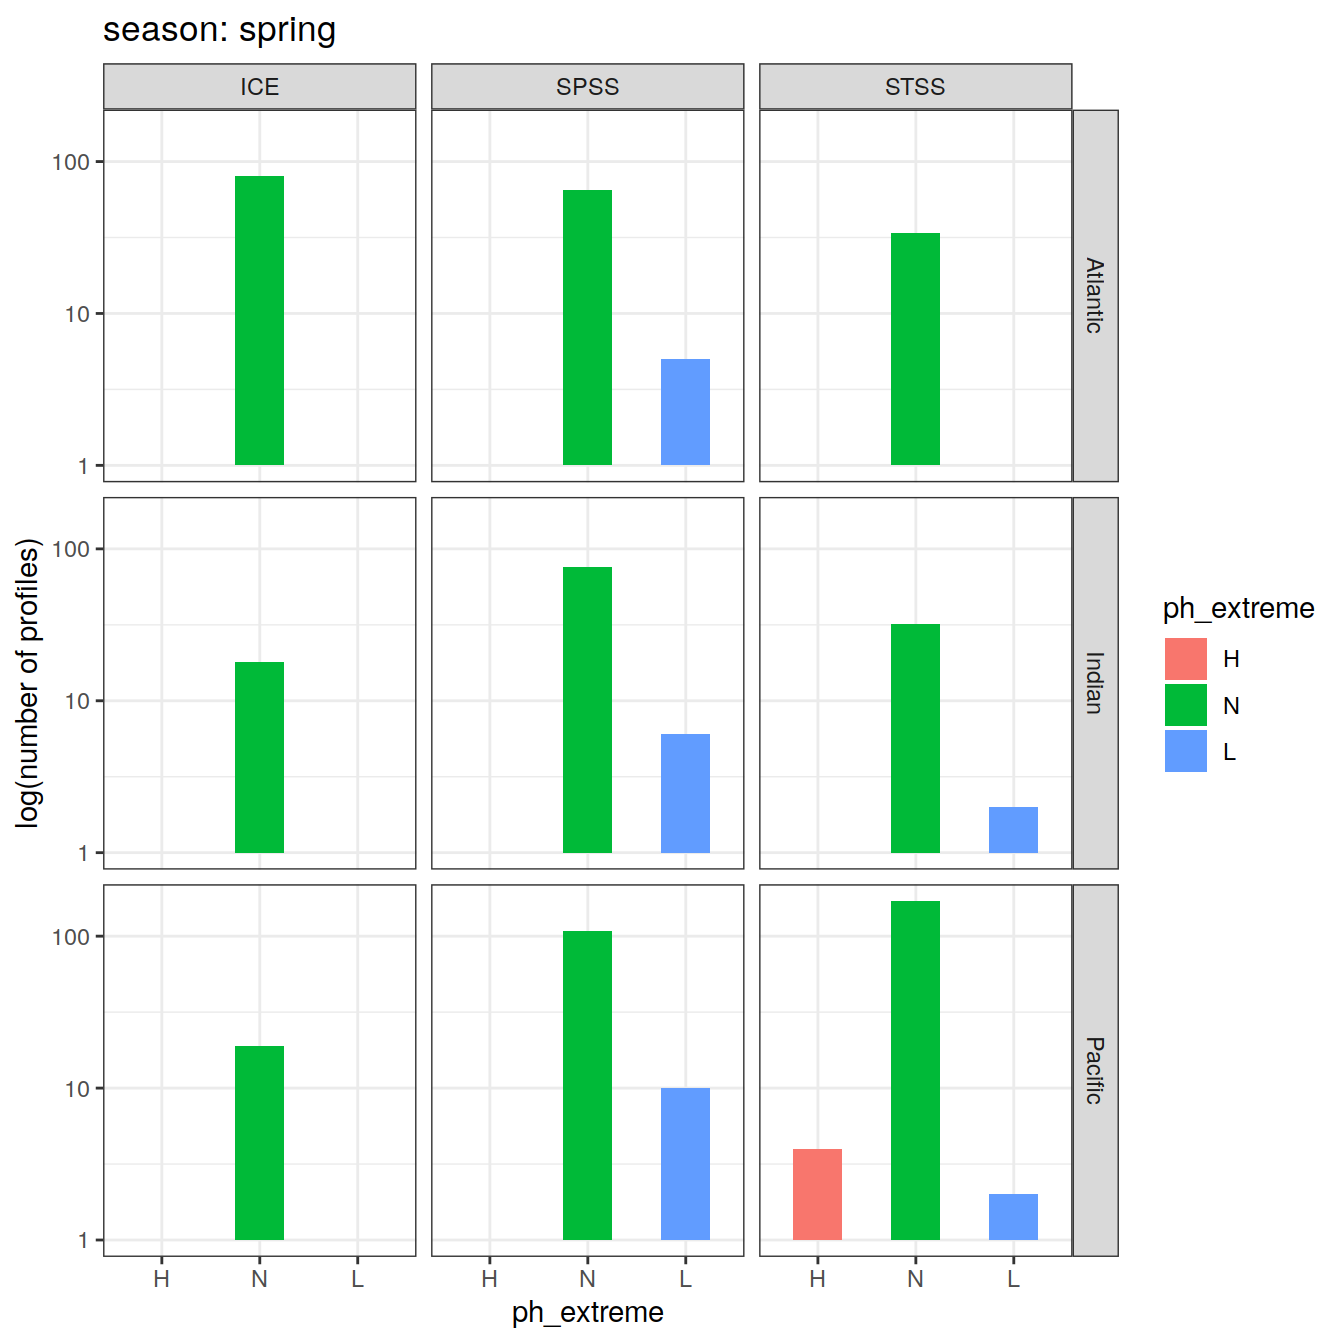 season: spring
ICE
SPSS
STSS
100
10
1
Atlantic
100
10
1
Indian
100
10
1
Pacific
H N L
H N L
H N L
ph_extreme
log(number of profiles)
ph_extreme
H
N
L